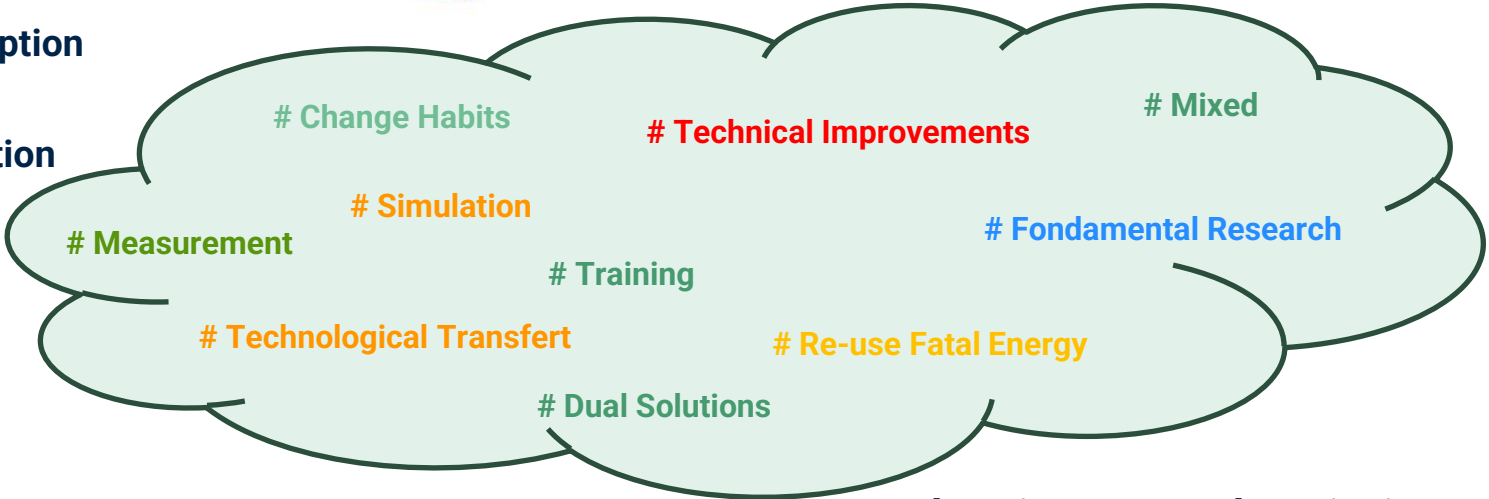 ption
# Mixed
# Change Habits
# Technical Improvements
tion
# Simulation
# Fondamental Research
# Measurement
# Training
# Technological Transfert
# Re-use Fatal Energy
# Dual Solutions